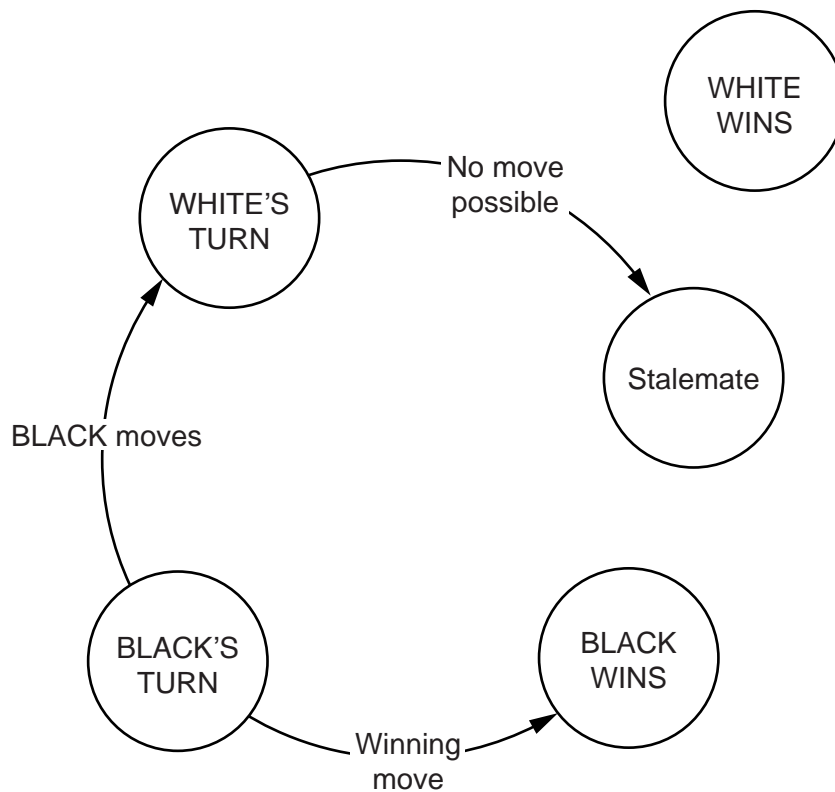 WHITE
WINS
No move
possible
WHITE’S
TURN
Stalemate
BLACK moves
BLACK’S
TURN
BLACK
WINS
Winning
move